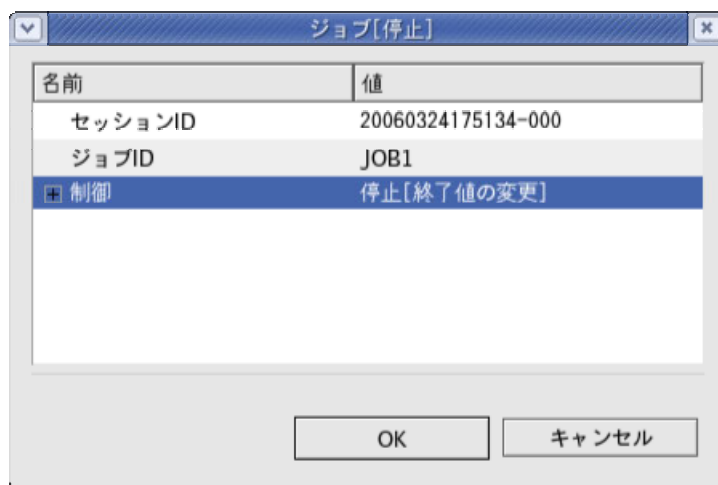 ジョブ[停止]
名前 値
セッションID 20060324175134-000
ジョブID JOB1
制御 停止[終了値の変更]
OK キャンセル